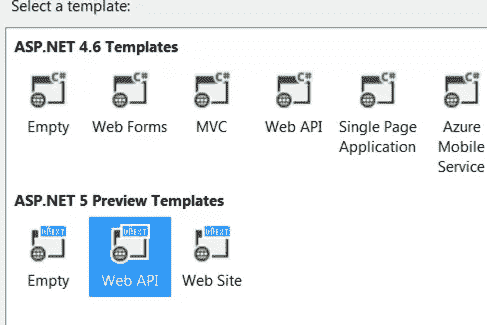 Select a template:
ASP.NET 4.6 Templates
C# C# C# C# C# C#
Empty Web Forms MVC Web API Single Page Azure
Application Mobile
Service
ASP.NET 5 Preview Templates
Empty Web API Web Site